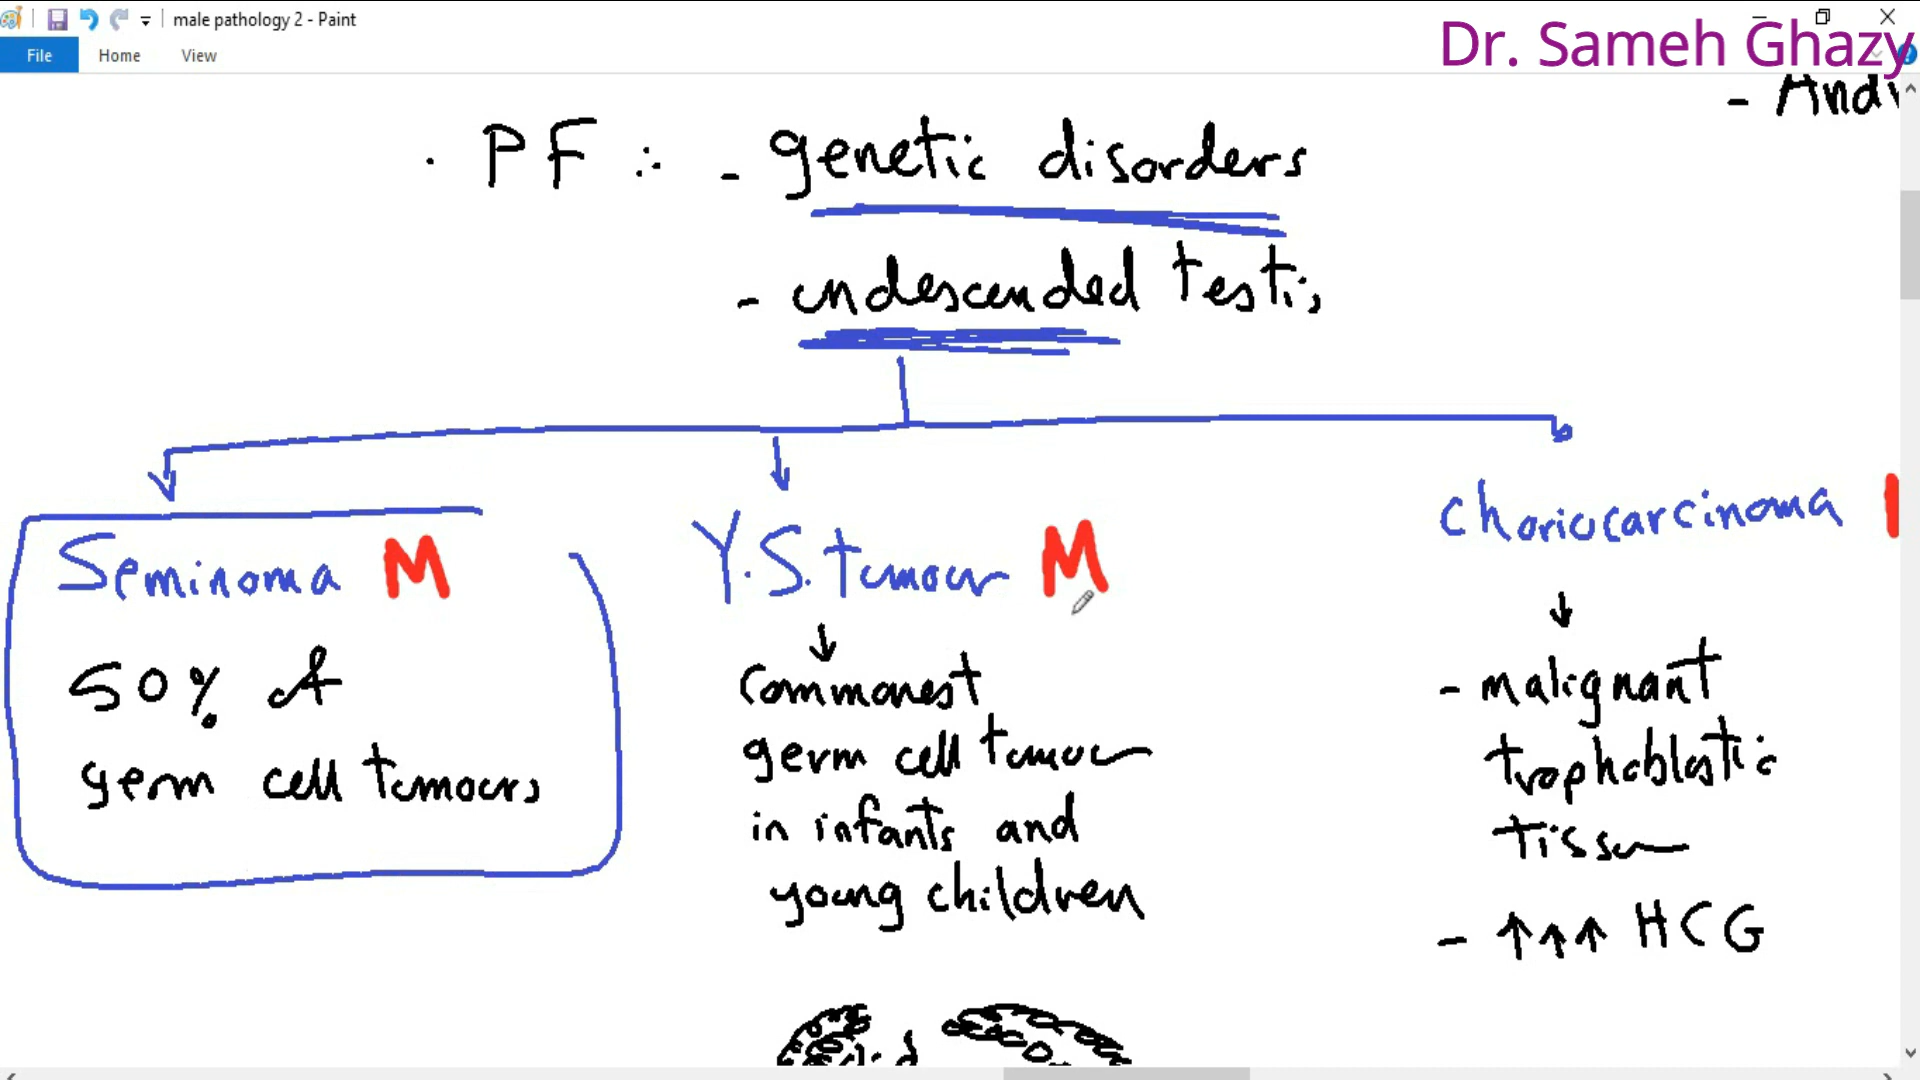 male pathology 2 - Paint
Dr. Sameh Ghazy
File Home View
. PF : - genetic disorders
- undescended testis
Seminoma M
50% of
germ cell tumours
Y.S. tumour M
↓
Commonest
germ cell tumour
in infants and
young children
Choriocarcinoma
↓
- malignant
trophoblastic
tissue
- ↑↑↑ HCG